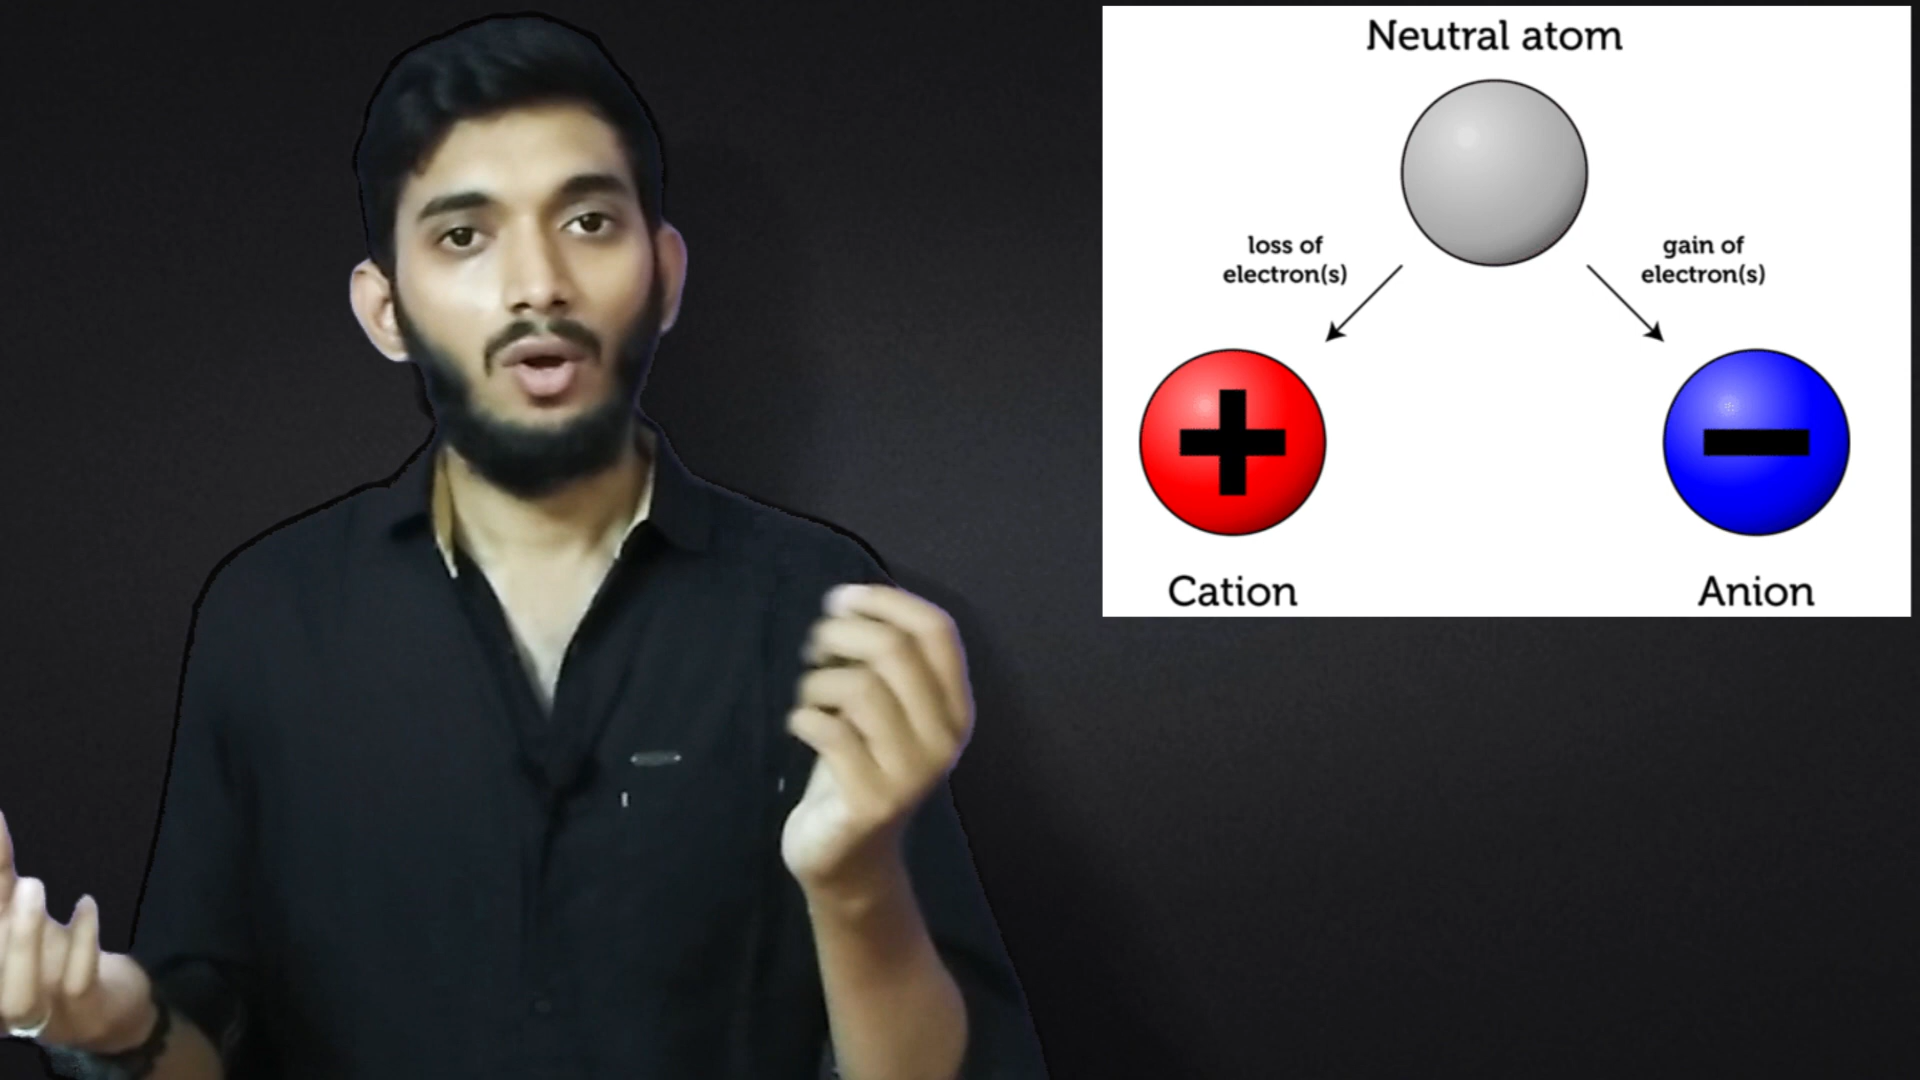 Neutral atom
loss of
electron(s)
gain of
electron(s)
Cation
Anion